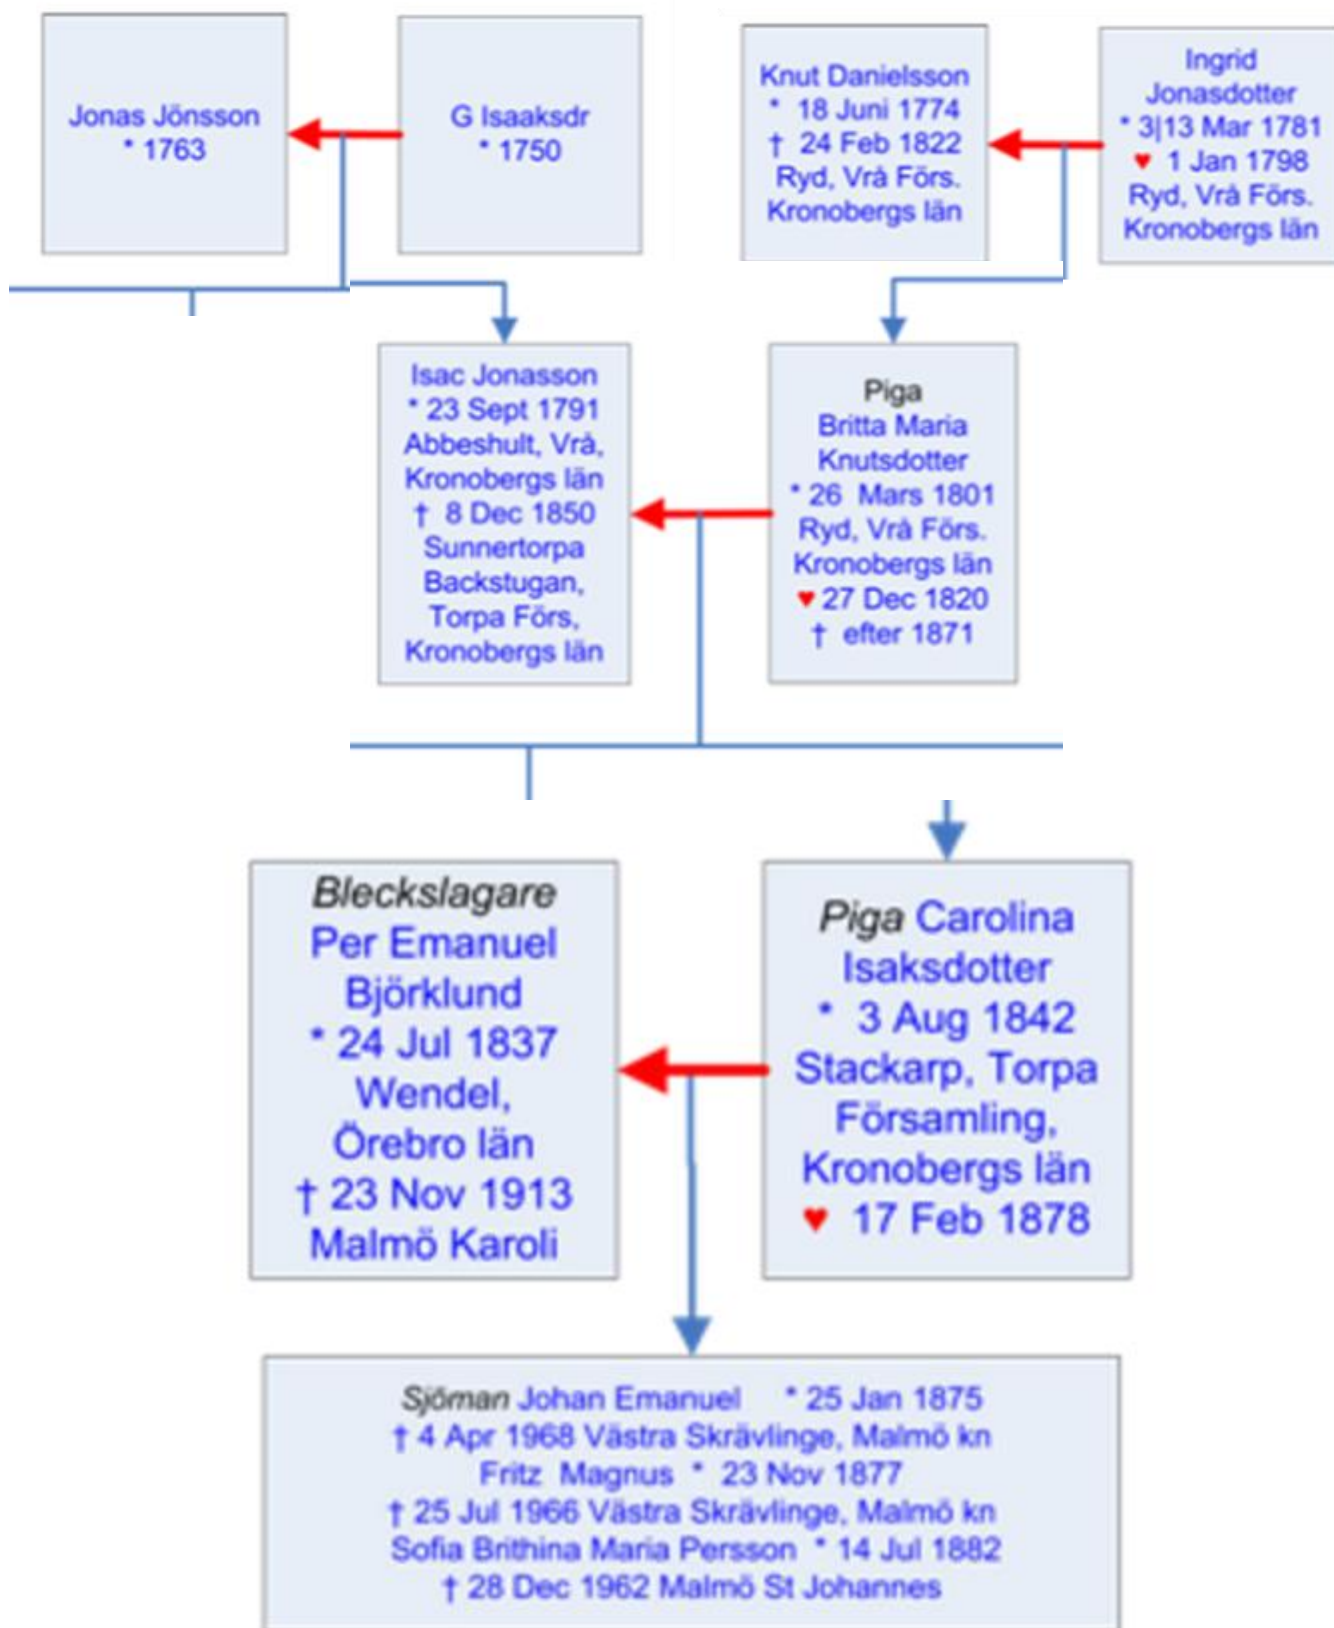 Jonas Jönsson
* 1763
G Isaaksdr
* 1750
Knut Danielsson
* 18 Juni 1774
† 24 Feb 1822
Ryd, Vrå Förs.
Kronobergs län
Ingrid
Jonasdotter
* 3|13 Mar 1781
♥ 1 Jan 1798
Ryd, Vrå Förs.
Kronobergs län
Isac Jonasson
* 23 Sept 1791
Abbeshult, Vrå,
Kronobergs län
† 8 Dec 1850
Sunnertorpa
Backstugan,
Torpa Förs,
Kronobergs län
Piga
Britta Maria
Knutsdotter
* 26 Mars 1801
Ryd, Vrå Förs.
Kronobergs län
♥ 27 Dec 1820
† efter 1871
Bleckslagare
Per Emanuel
Björklund
* 24 Jul 1837
Wendel,
Örebro län
† 23 Nov 1913
Malmö Karoli
Piga Carolina
Isaksdotter
* 3 Aug 1842
Stackarp, Torpa
Församling,
Kronobergs län
♥ 17 Feb 1878
Sjöman Johan Emanuel * 25 Jan 1875
† 4 Apr 1968 Västra Skrävlinge, Malmö kn
Fritz Magnus * 23 Nov 1877
† 25 Jul 1966 Västra Skrävlinge, Malmö kn
Sofia Brithina Maria Persson * 14 Jul 1882
† 28 Dec 1962 Malmö St Johannes